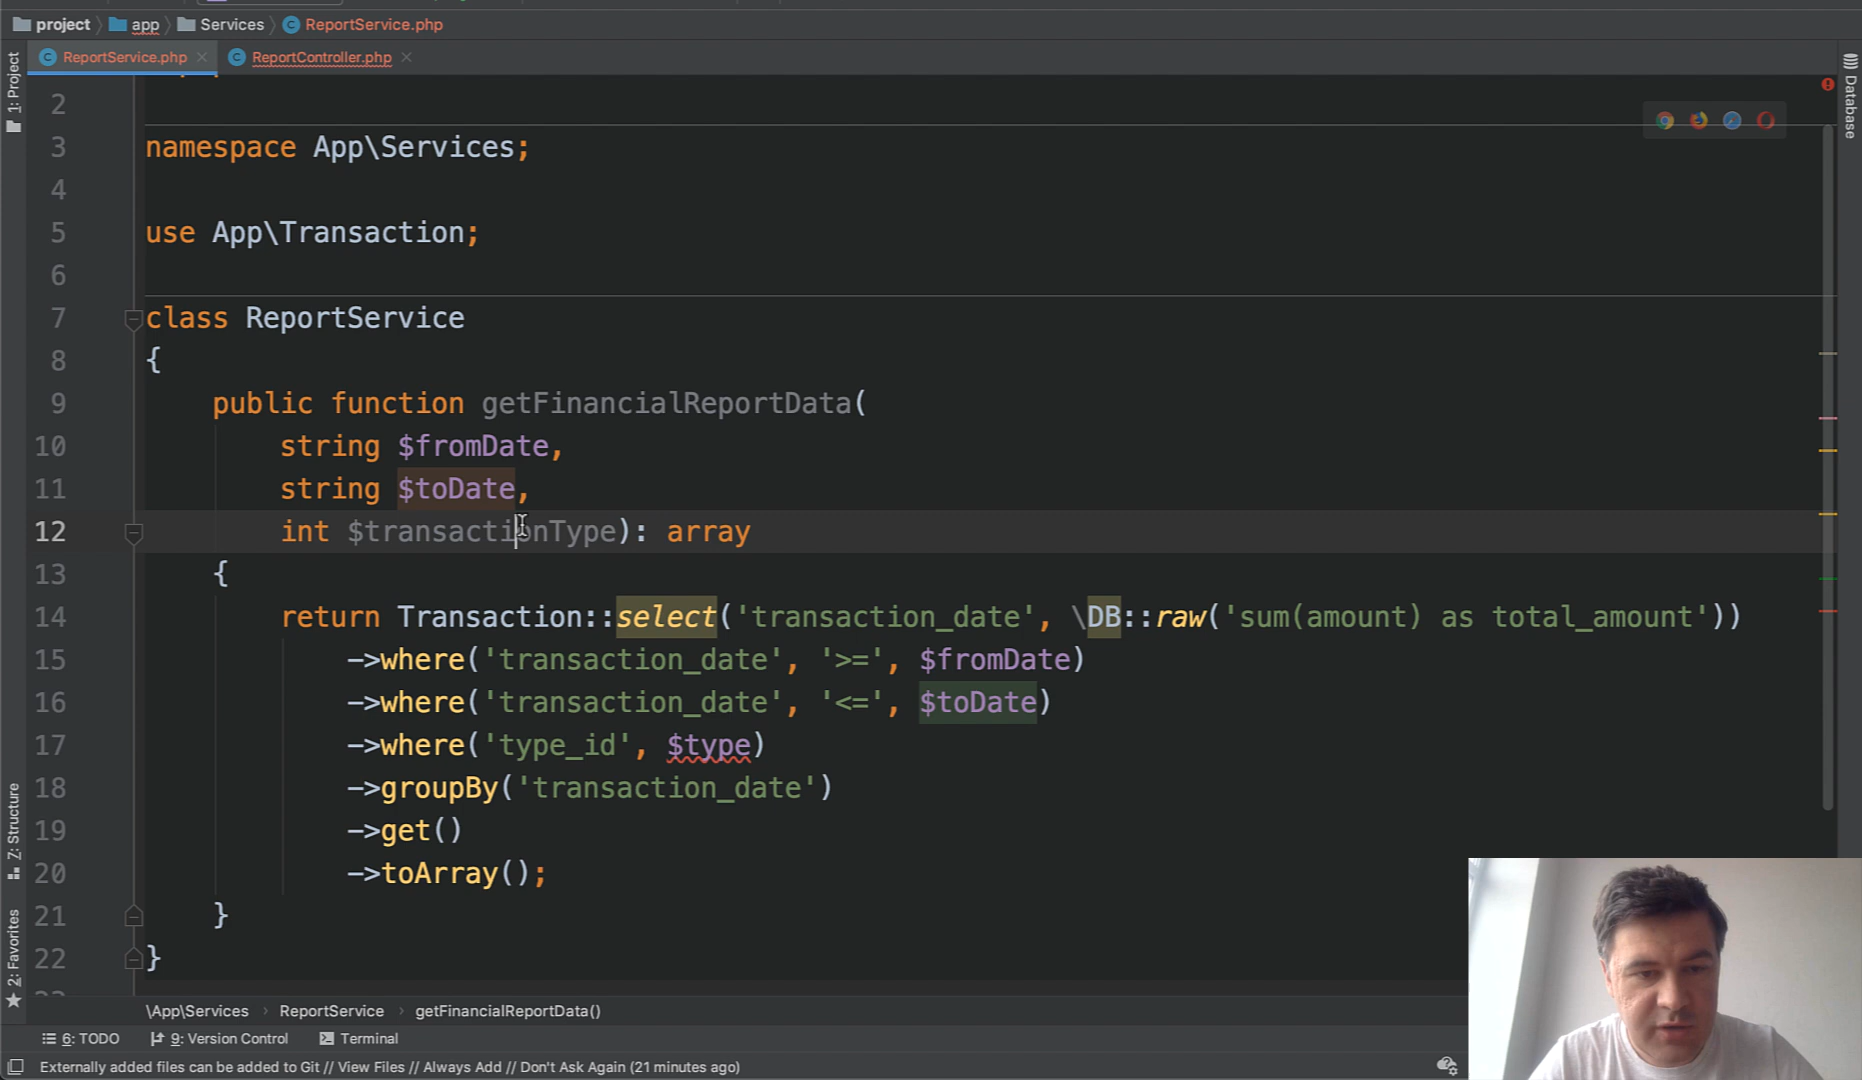 project app Services ReportService.php
ReportService.php ReportController.php
1: Project
Database
2
3 namespace App\Services;
4
5 use App\Transaction;
6
7 class ReportService
8 {
9 public function getFinancialReportData(
10 string $fromDate,
11 string $toDate,
12 int $transactionType): array
13 {
14 return Transaction::select('transaction_date', \DB::raw('sum(amount) as total_amount'))
15 ->where('transaction_date', '>=', $fromDate)
16 ->where('transaction_date', '<=', $toDate)
17 ->where('type_id', $type)
18 ->groupBy('transaction_date')
19 ->get()
20 ->toArray();
21 }
22 }
Z: Structure
2: Favorites
\App\Services › ReportService › getFinancialReportData()
6: TODO 9: Version Control Terminal
Externally added files can be added to Git // View Files // Always Add // Don't Ask Again (21 minutes ago)